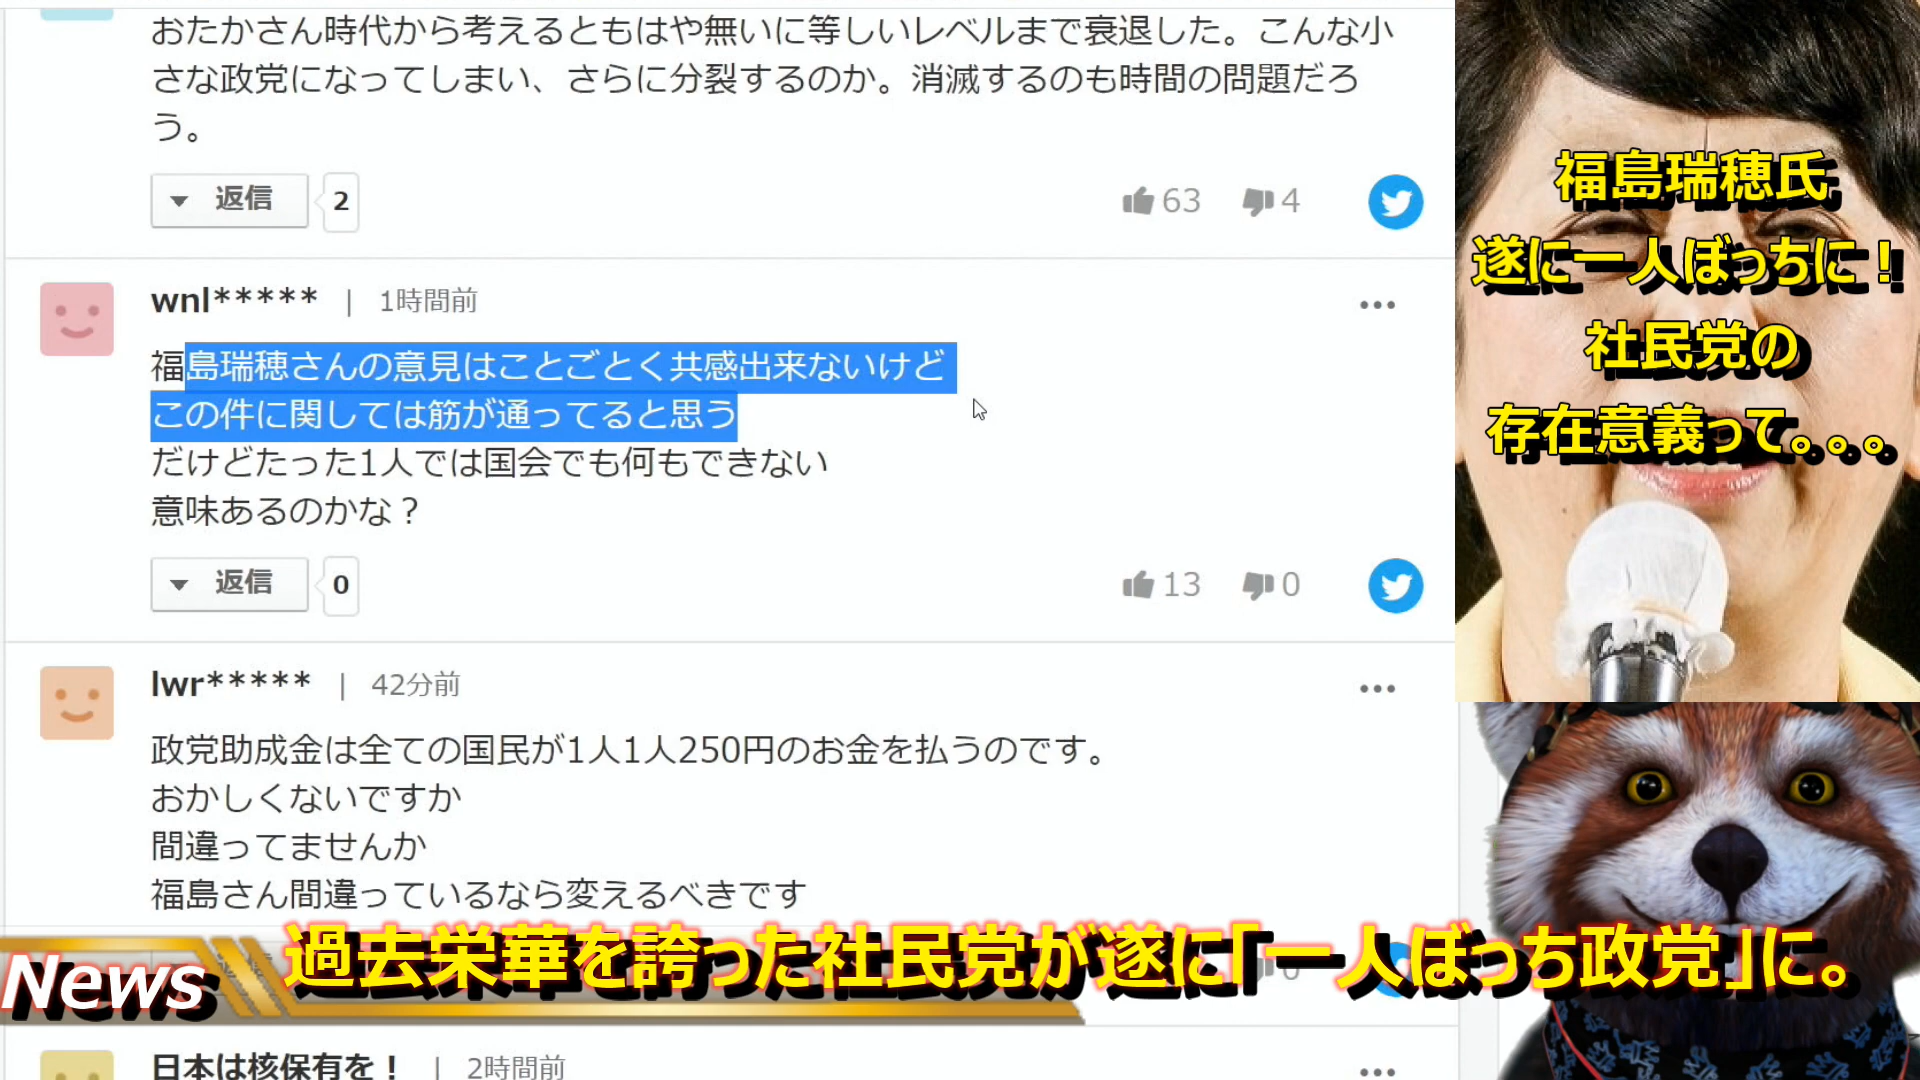 おたかさん時代から考えるともはや無いに等しいレベルまで衰退した。こんな小
さな政党になってしまい、さらに分裂するのか。消滅するのも時間の問題だろ
う。
返信 2
63 4
wnl***** | 1時間前
福島瑞穂さんの意見はことごとく共感出来ないけど
この件に関しては筋が通ってると思う
だけどたった1人では国会でも何もできない
意味あるのかな？
返信 0
13 0
lwr***** | 42分前
政党助成金は全ての国民が1人1人250円のお金を払うのです。
おかしくないですか
間違ってませんか
福島さん間違っているなら変えるべきです
日本は核保有を！ | 2時間前
福島瑞穂氏
遂に一人ぼっちに！
社民党の
存在意義って。。。
News
過去栄華を誇った社民党が遂に「一人ぼっち政党」に。